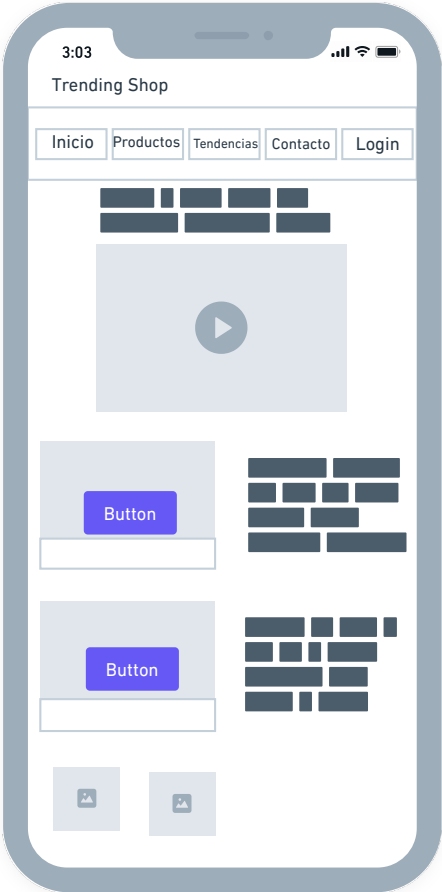 3:03
Trending Shop
Inicio Productos Tendencias Contacto Login
Button
Button